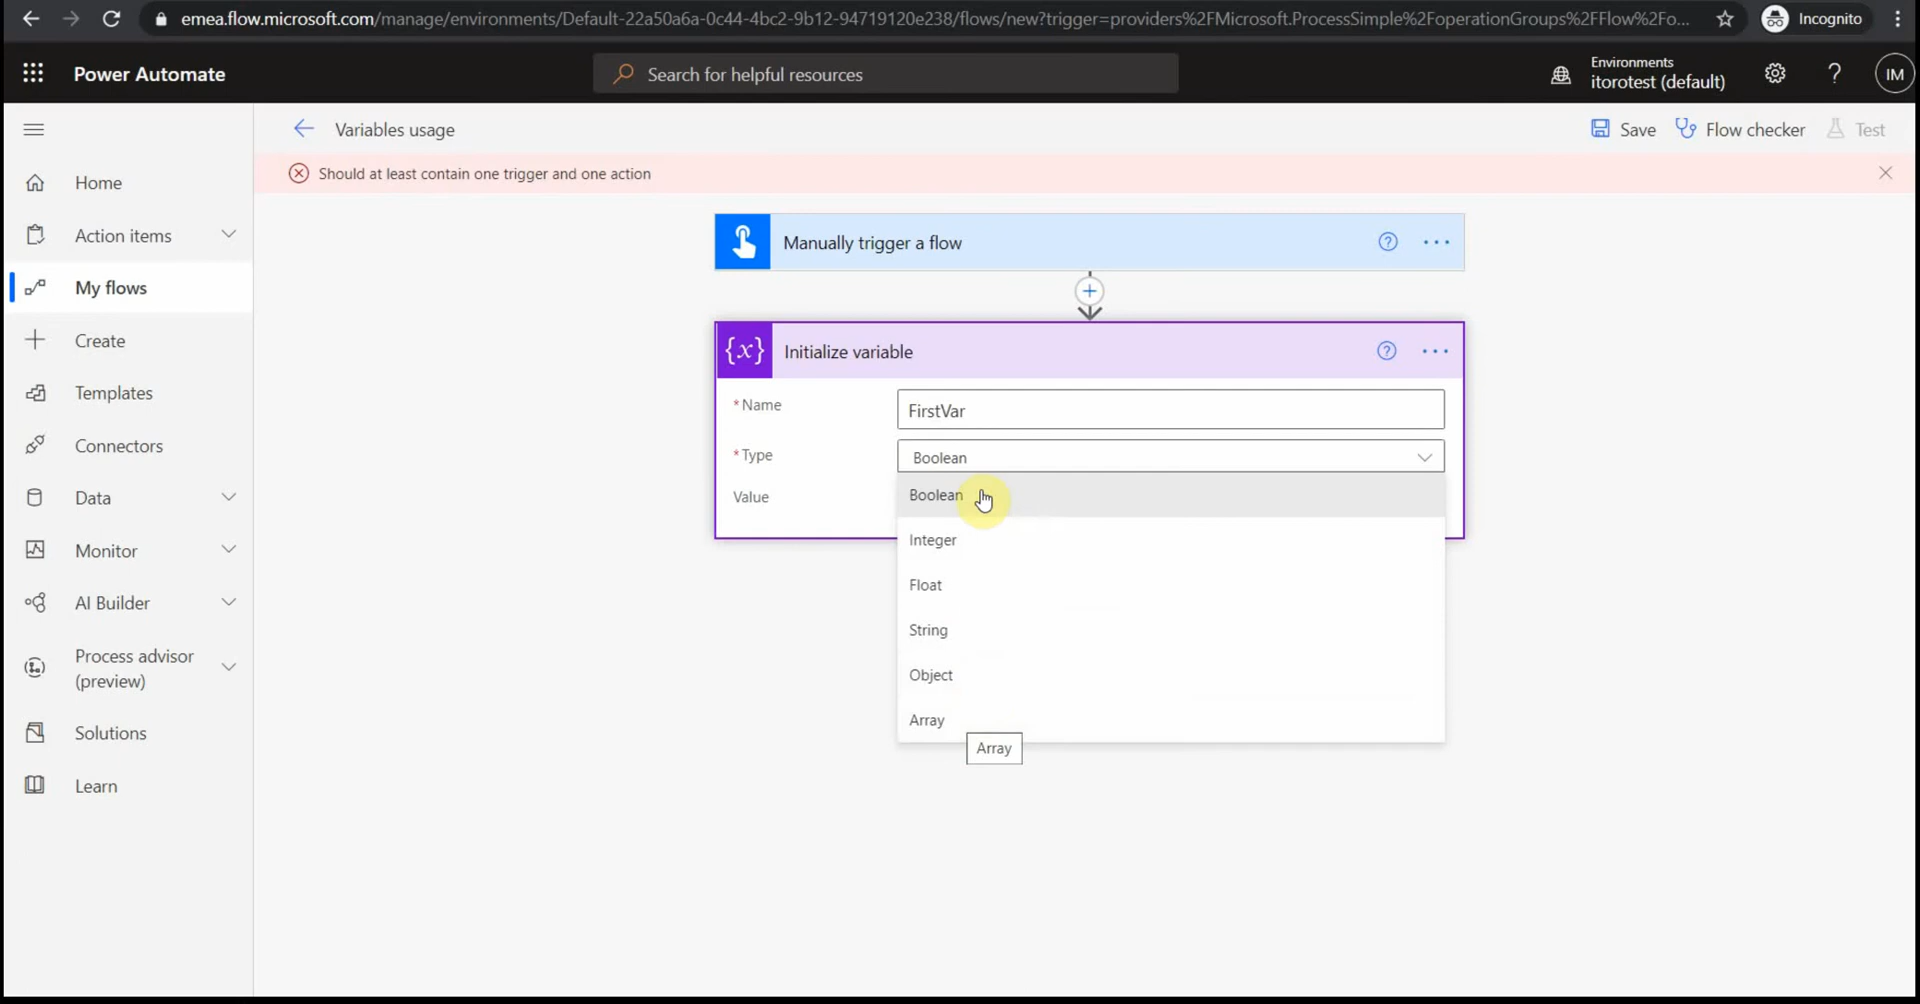 emea.flow.microsoft.com/manage/environments/Default-22a50a6a-0c44-4bc2-9b12-94719120e238/flows/new?trigger=providers%2FMicrosoft.ProcessSimple%2FoperationGroups%2FFlow%2Fo...
Incognito
Power Automate
Search for helpful resources
Environments
itorotest (default)
?
IM
Variables usage
Save
Flow checker
Test
Should at least contain one trigger and one action
Home
Action items
My flows
Create
Templates
Connectors
Data
Monitor
AI Builder
Process advisor
(preview)
Solutions
Learn
Manually trigger a flow
?
...
{x}
Initialize variable
?
...
* Name
FirstVar
* Type
Boolean
Value
Boolean
Integer
Float
String
Object
Array
Array